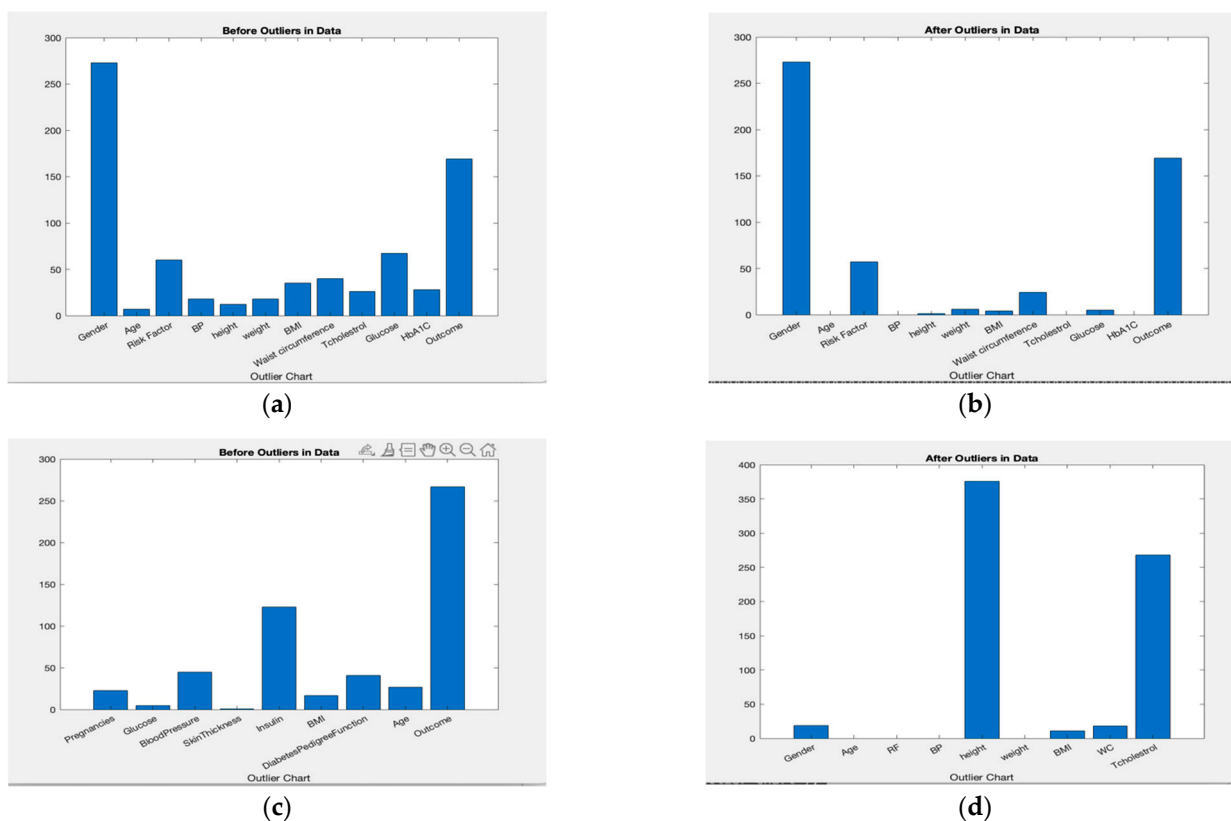 Before Outliers in Data
300
250
200
150
100
50
0
Gender Age Risk Factor BP height weight BMI Waist circumference Tcholestrol Glucose HbA1C Outcome
Outlier Chart
(a)
After Outliers in Data
300
250
200
150
100
50
0
Gender Age Risk Factor BP height weight BMI Waist circumference Tcholestrol Glucose HbA1C Outcome
Outlier Chart
(b)
Before Outliers in Data
300
250
200
150
100
50
0
Pregnancies Glucose BloodPressure SkinThickness Insulin BMI DiabetesPedigreeFunction Age Outcome
Outlier Chart
(c)
After Outliers in Data
400
350
300
250
200
150
100
50
0
Gender Age RF BP height weight BMI WC Tcholestrol
Outlier Chart
(d)